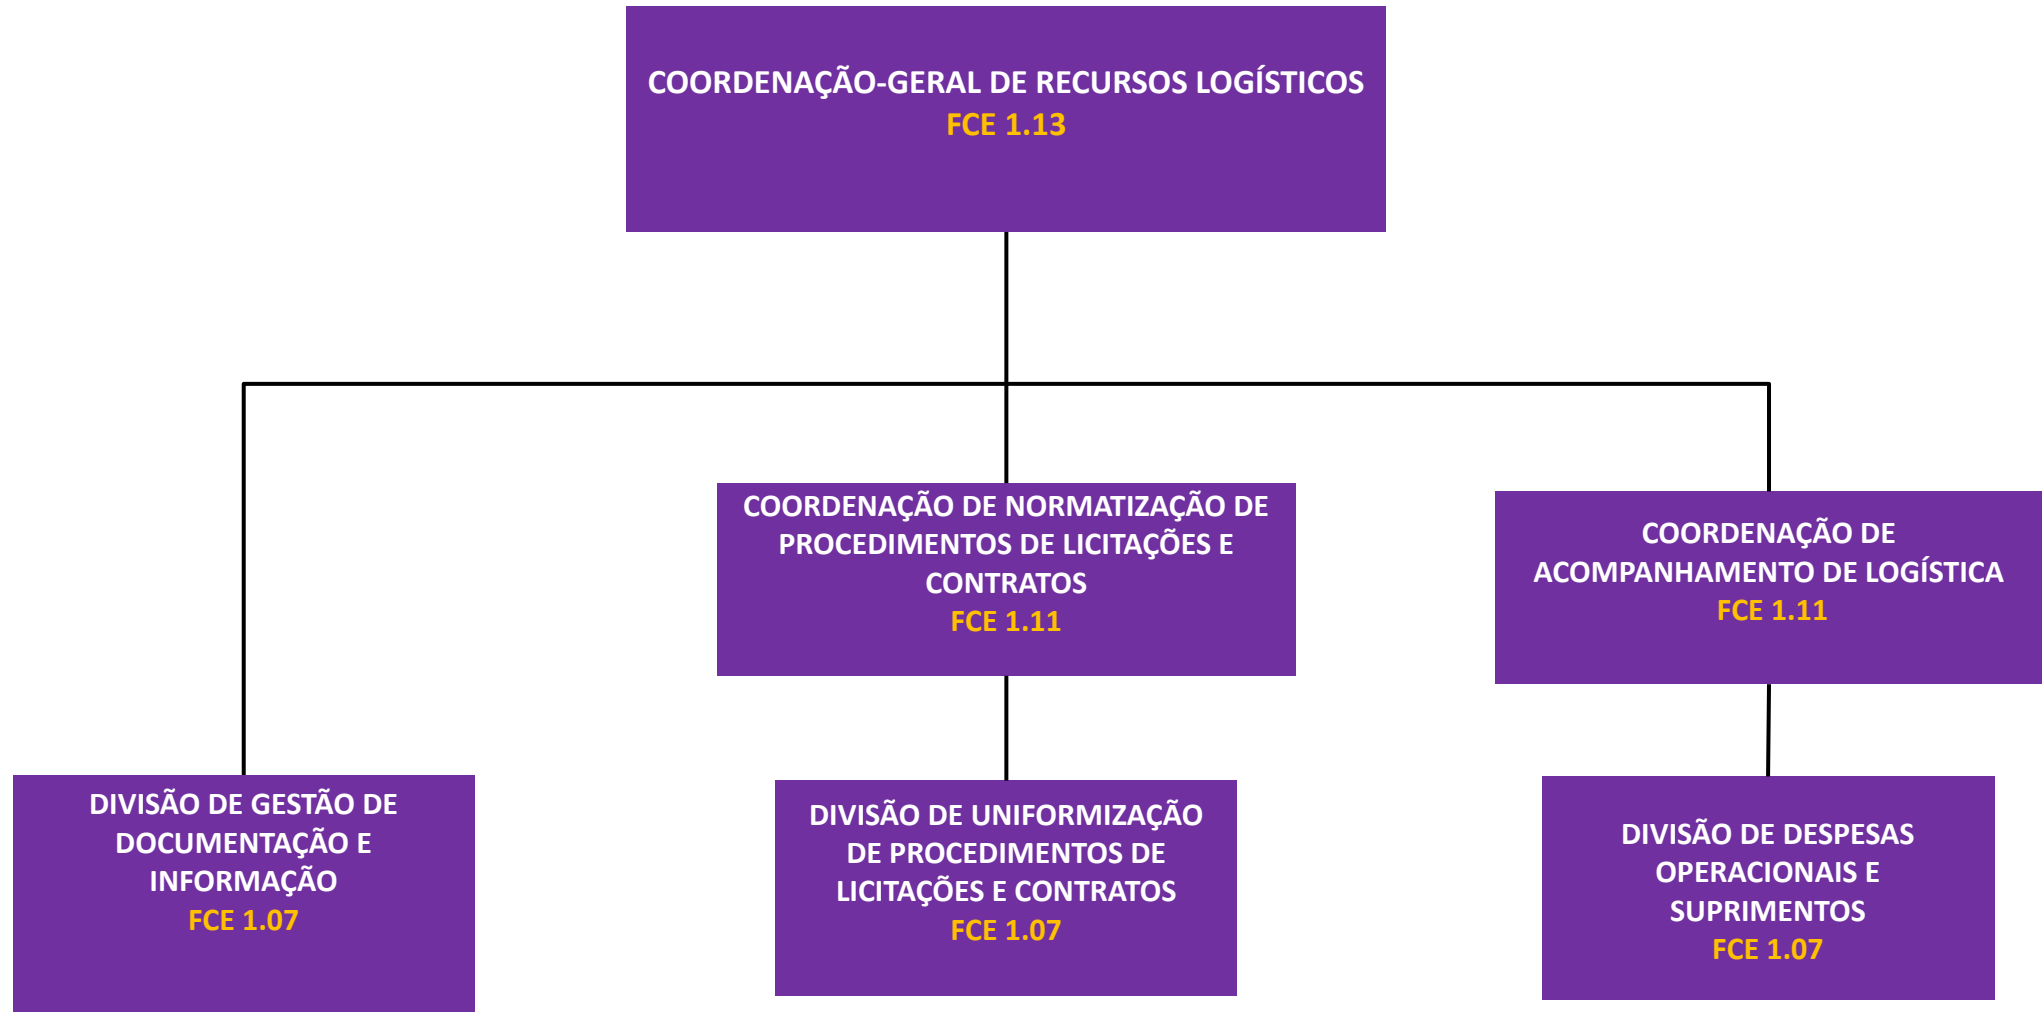 COORDENAÇÃO-GERAL DE RECURSOS LOGÍSTICOS
FCE 1.13
COORDENAÇÃO DE NORMATIZAÇÃO DE
PROCEDIMENTOS DE LICITAÇÕES E
CONTRATOS
FCE 1.11
COORDENAÇÃO DE
ACOMPANHAMENTO DE LOGÍSTICA
FCE 1.11
DIVISÃO DE GESTÃO DE
DOCUMENTAÇÃO E
INFORMAÇÃO
FCE 1.07
DIVISÃO DE UNIFORMIZAÇÃO
DE PROCEDIMENTOS DE
LICITAÇÕES E CONTRATOS
FCE 1.07
DIVISÃO DE DESPESAS
OPERACIONAIS E
SUPRIMENTOS
FCE 1.07